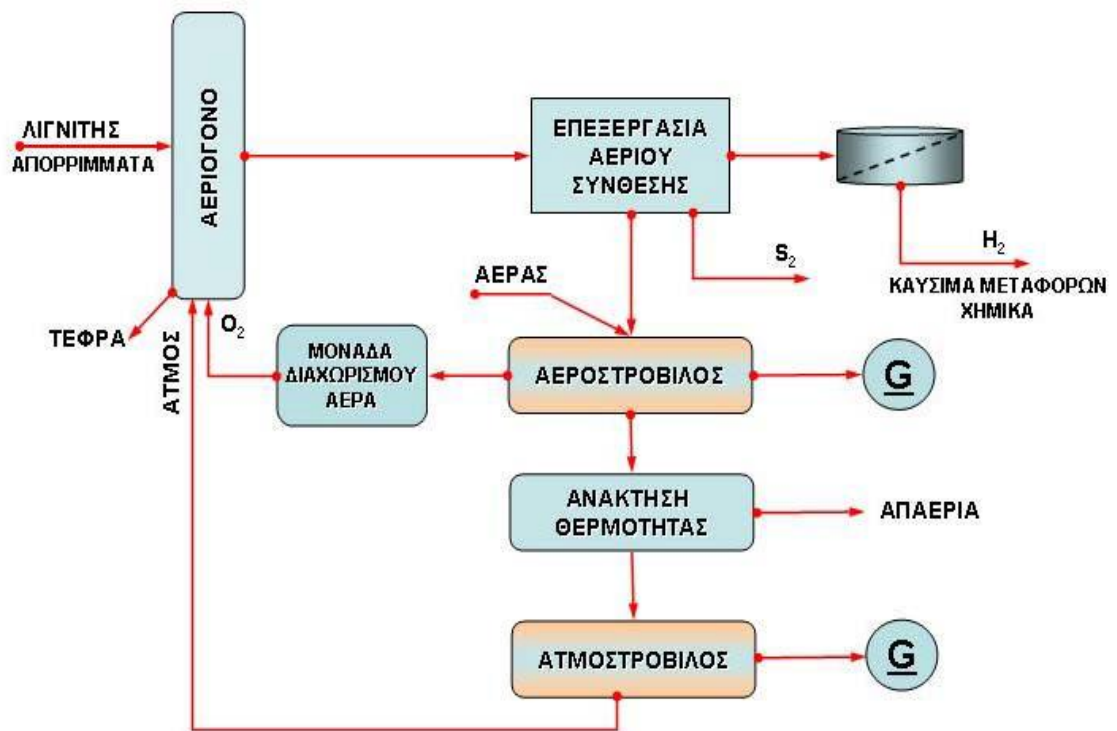 ΛΙΓΝΙΤΗΣ
ΑΠΟΡΡΙΜΜΑΤΑ
ΑΕΡΙΟΓΟΝΟ
ΕΠΕΞΕΡΓΑΣΙΑ
ΑΕΡΙΟΥ
ΣΥΝΘΕΣΗΣ
H₂
ΚΑΥΣΙΜΑ ΜΕΤΑΦΟΡΩΝ
ΧΗΜΙΚΑ
S₂
ΑΕΡΑΣ
ΤΕΦΡΑ
ΑΤΜΟΣ
O₂
ΜΟΝΑΔΑ
ΔΙΑΧΩΡΙΣΜΟΥ
ΑΕΡΑ
ΑΕΡΟΣΤΡΟΒΙΛΟΣ
G
ΑΝΑΚΤΗΣΗ
ΘΕΡΜΟΤΗΤΑΣ
ΑΠΑΕΡΙΑ
ΑΤΜΟΣΤΡΟΒΙΛΟΣ
G